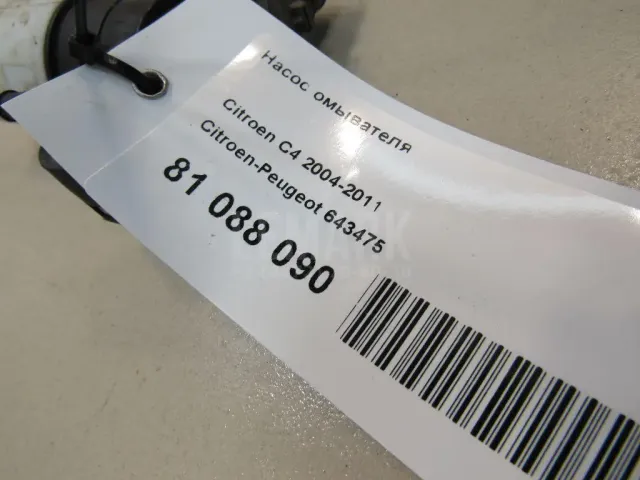 Насос омывателя
Citroen C4 2004-2011
Citroen-Peugeot 643475
81 088 090